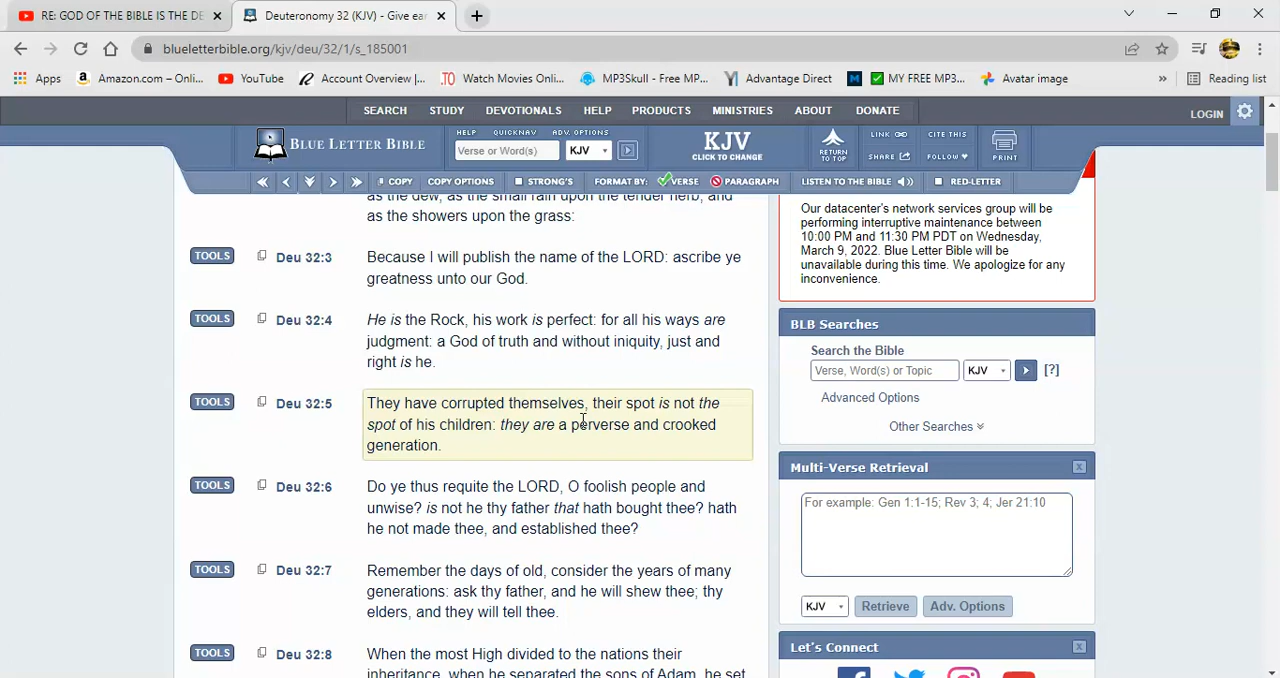 RE: GOD OF THE BIBLE IS THE DE
Deuteronomy 32 (KJV) - Give ear
blueletterbible.org/kjv/deu/32/1/s_185001
Apps
Amazon.com – Onli...
YouTube
Account Overview |...
Watch Movies Onli...
MP3Skull - Free MP...
Advantage Direct
MY FREE MP3...
Avatar image
»
Reading list
SEARCH
STUDY
DEVOTIONALS
HELP
PRODUCTS
MINISTRIES
ABOUT
DONATE
LOGIN
BLUE LETTER BIBLE
HELP
QUICKNAV
ADV. OPTIONS
Verse or Word(s)
KJV
KJV
CLICK TO CHANGE
RETURN
TO TOP
LINK
CITE THIS
SHARE
FOLLOW
PRINT
COPY
COPY OPTIONS
STRONG'S
FORMAT BY:
VERSE
PARAGRAPH
LISTEN TO THE BIBLE
RED-LETTER
as the dew, as the small rain upon the tender herb, and
as the showers upon the grass:
TOOLS
Deu 32:3
Because I will publish the name of the LORD: ascribe ye
greatness unto our God.
TOOLS
Deu 32:4
He is the Rock, his work is perfect: for all his ways are
judgment: a God of truth and without iniquity, just and
right is he.
TOOLS
Deu 32:5
They have corrupted themselves, their spot is not the
spot of his children: they are a perverse and crooked
generation.
TOOLS
Deu 32:6
Do ye thus requite the LORD, O foolish people and
unwise? is not he thy father that hath bought thee? hath
he not made thee, and established thee?
TOOLS
Deu 32:7
Remember the days of old, consider the years of many
generations: ask thy father, and he will shew thee; thy
elders, and they will tell thee.
TOOLS
Deu 32:8
When the most High divided to the nations their
inheritance, when he separated the sons of Adam, he set
Our datacenter's network services group will be
performing interruptive maintenance between
10:00 PM and 11:30 PM PDT on Wednesday,
March 9, 2022. Blue Letter Bible will be
unavailable during this time. We apologize for any
inconvenience.
BLB Searches
Search the Bible
Verse, Word(s) or Topic
KJV
[?]
Advanced Options
Other Searches
Multi-Verse Retrieval
x
For example: Gen 1:1-15; Rev 3; 4; Jer 21:10
KJV
Retrieve
Adv. Options
Let's Connect
x